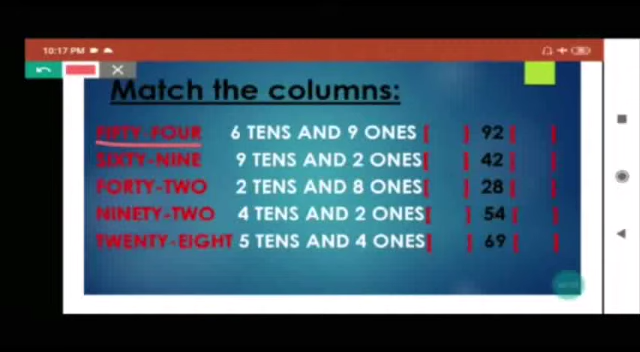 10:17 PM
Match the columns:
FIFTY-FOUR 6 TENS AND 9 ONES [ ] 92 [ ]
SIXTY-NINE 9 TENS AND 2 ONES[ ] 42 [ ]
FORTY-TWO 2 TENS AND 8 ONES[ ] 28 [ ]
NINETY-TWO 4 TENS AND 2 ONES[ ] 54 [ ]
TWENTY-EIGHT 5 TENS AND 4 ONES[ ] 69 [ ]